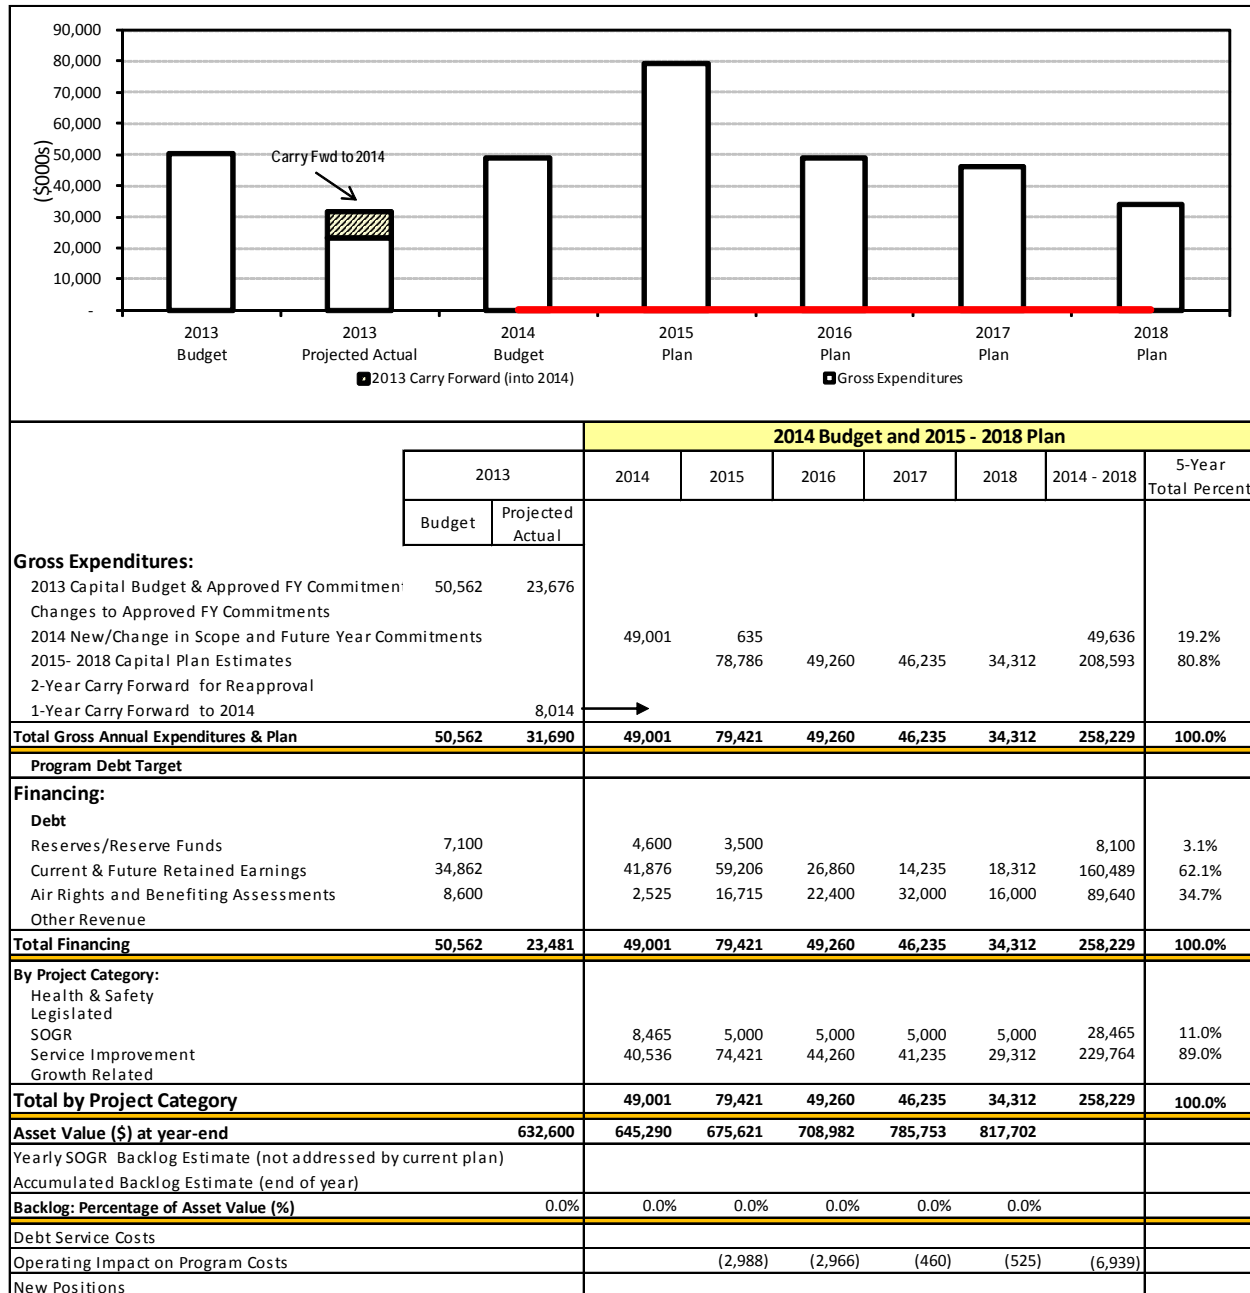 90,000
80,000
70,000
60,000
50,000
40,000
30,000
20,000
10,000
-
($000s)
Carry Fwd to 2014
2013 2013 2014 2015 2016 2017 2018
Budget Projected Actual Budget Plan Plan Plan Plan
2013 Carry Forward (into 2014) Gross Expenditures
2014 Budget and 2015 - 2018 Plan
2013 2014 2015 2016 2017 2018 2014 - 2018 5-Year
Total Percent
Budget Projected
Actual
Gross Expenditures:
2013 Capital Budget & Approved FY Commitmen 50,562 23,676
Changes to Approved FY Commitments
2014 New/Change in Scope and Future Year Commitments 49,001 635 49,636 19.2%
2015- 2018 Capital Plan Estimates 78,786 49,260 46,235 34,312 208,593 80.8%
2-Year Carry Forward for Reapproval
1-Year Carry Forward to 2014 8,014
Total Gross Annual Expenditures & Plan 50,562 31,690 49,001 79,421 49,260 46,235 34,312 258,229 100.0%
Program Debt Target
Financing:
Debt
Reserves/Reserve Funds 7,100 4,600 3,500 8,100 3.1%
Current & Future Retained Earnings 34,862 41,876 59,206 26,860 14,235 18,312 160,489 62.1%
Air Rights and Benefiting Assessments 8,600 2,525 16,715 22,400 32,000 16,000 89,640 34.7%
Other Revenue
Total Financing 50,562 23,481 49,001 79,421 49,260 46,235 34,312 258,229 100.0%
By Project Category:
Health & Safety
Legislated
SOGR 8,465 5,000 5,000 5,000 5,000 28,465 11.0%
Service Improvement 40,536 74,421 44,260 41,235 29,312 229,764 89.0%
Growth Related
Total by Project Category 49,001 79,421 49,260 46,235 34,312 258,229 100.0%
Asset Value ($) at year-end 632,600 645,290 675,621 708,982 785,753 817,702
Yearly SOGR Backlog Estimate (not addressed by current plan)
Accumulated Backlog Estimate (end of year)
Backlog: Percentage of Asset Value (%) 0.0% 0.0% 0.0% 0.0% 0.0% 0.0%
Debt Service Costs
Operating Impact on Program Costs (2,988) (2,966) (460) (525) (6,939)
New Positions